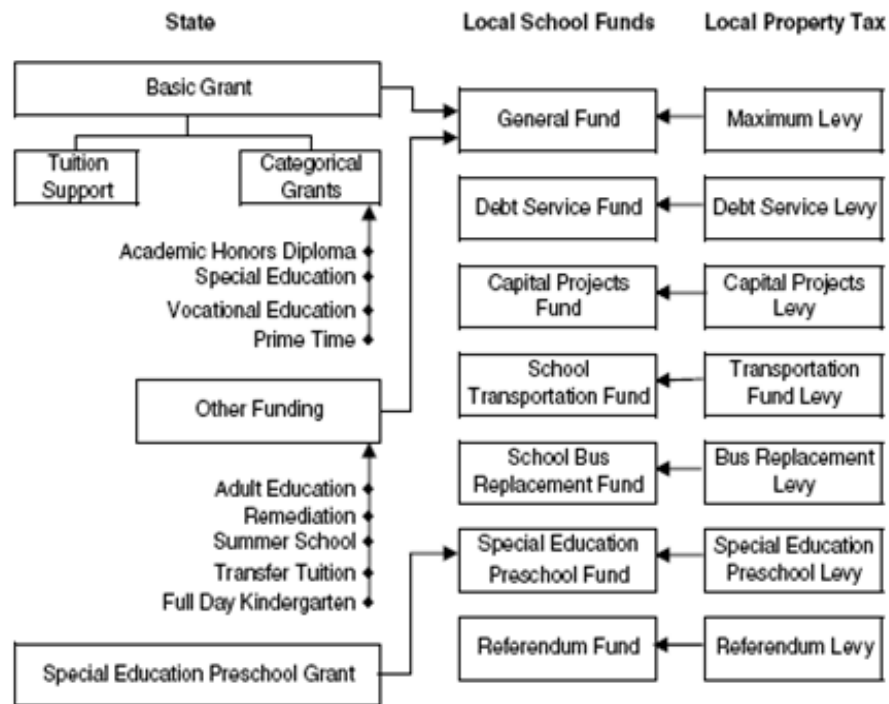 State
Local School Funds
Local Property Tax
Basic Grant
Tuition
Support
Categorical
Grants
Academic Honors Diploma
Special Education
Vocational Education
Prime Time
Other Funding
Adult Education
Remediation
Summer School
Transfer Tuition
Full Day Kindergarten
Special Education Preschool Grant
General Fund
Debt Service Fund
Capital Projects
Fund
School
Transportation Fund
School Bus
Replacement Fund
Special Education
Preschool Fund
Referendum Fund
Maximum Levy
Debt Service Levy
Capital Projects
Levy
Transportation
Fund Levy
Bus Replacement
Levy
Special Education
Preschool Levy
Referendum Levy